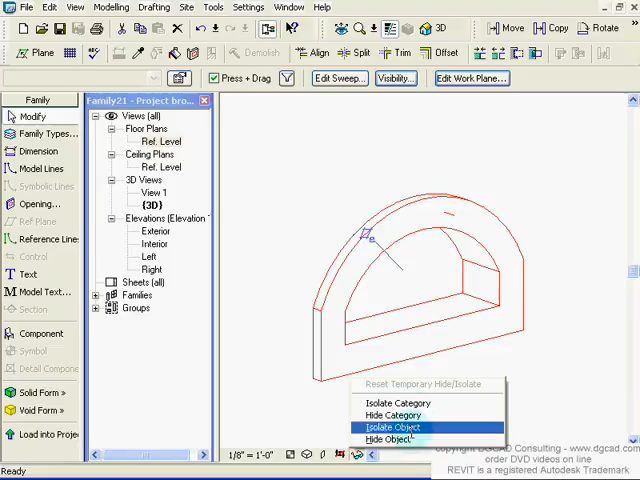 File Edit View Modelling Drafting Site Tools Settings Window Help
3D Move Copy Rotate
Plane Demolish Align Split Trim Offset
Press + Drag Edit Sweep... Visibility... Edit Work Plane...
Family
Modify
Family Types...
Dimension
Model Lines
Symbolic Lines
Opening...
Ref Plane
Reference Lines
Control
Text
Model Text...
Section
Component
Symbol
Detail Component
Solid Form
Void Form
Load into Proje
Family21 - Project bro...
Views (all)
Floor Plans
Ref. Level
Ceiling Plans
Ref. Level
3D Views
View 1
{3D}
Elevations (Elevation
Exterior
Interior
Left
Right
Sheets (all)
Families
Groups
Reset Temporary Hide/Isolate
Isolate Category
Hide Category
Isolate Object
Hide Object
1/8" = 1'-0"
Ready
copyright DGCAD Consulting - www.dgcad.com
order DVD videos on line
REVIT is a registered Autodesk Trademark